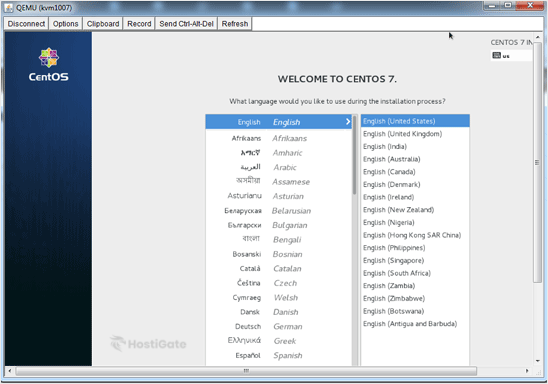 QEMU (kvm1007)
Disconnect Options Clipboard Record Send Ctrl-Alt-Del Refresh
CentOS
CENTOS 7 IN
us
WELCOME TO CENTOS 7.
What language would you like to use during the installation process?
English English
Afrikaans Afrikaans
አማርኛ Amharic
العربية Arabic
অসমীয়া Assamese
Asturianu Asturian
Беларуская Belarusian
Български Bulgarian
বাংলা Bengali
Bosanski Bosnian
Català Catalan
Čeština Czech
Cymraeg Welsh
Dansk Danish
Deutsch German
Ελληνικά Greek
Español Spanish
English (United States)
English (United Kingdom)
English (India)
English (Australia)
English (Canada)
English (Denmark)
English (Ireland)
English (New Zealand)
English (Nigeria)
English (Hong Kong SAR China)
English (Philippines)
English (Singapore)
English (South Africa)
English (Zambia)
English (Zimbabwe)
English (Botswana)
English (Antigua and Barbuda)
HostiGate